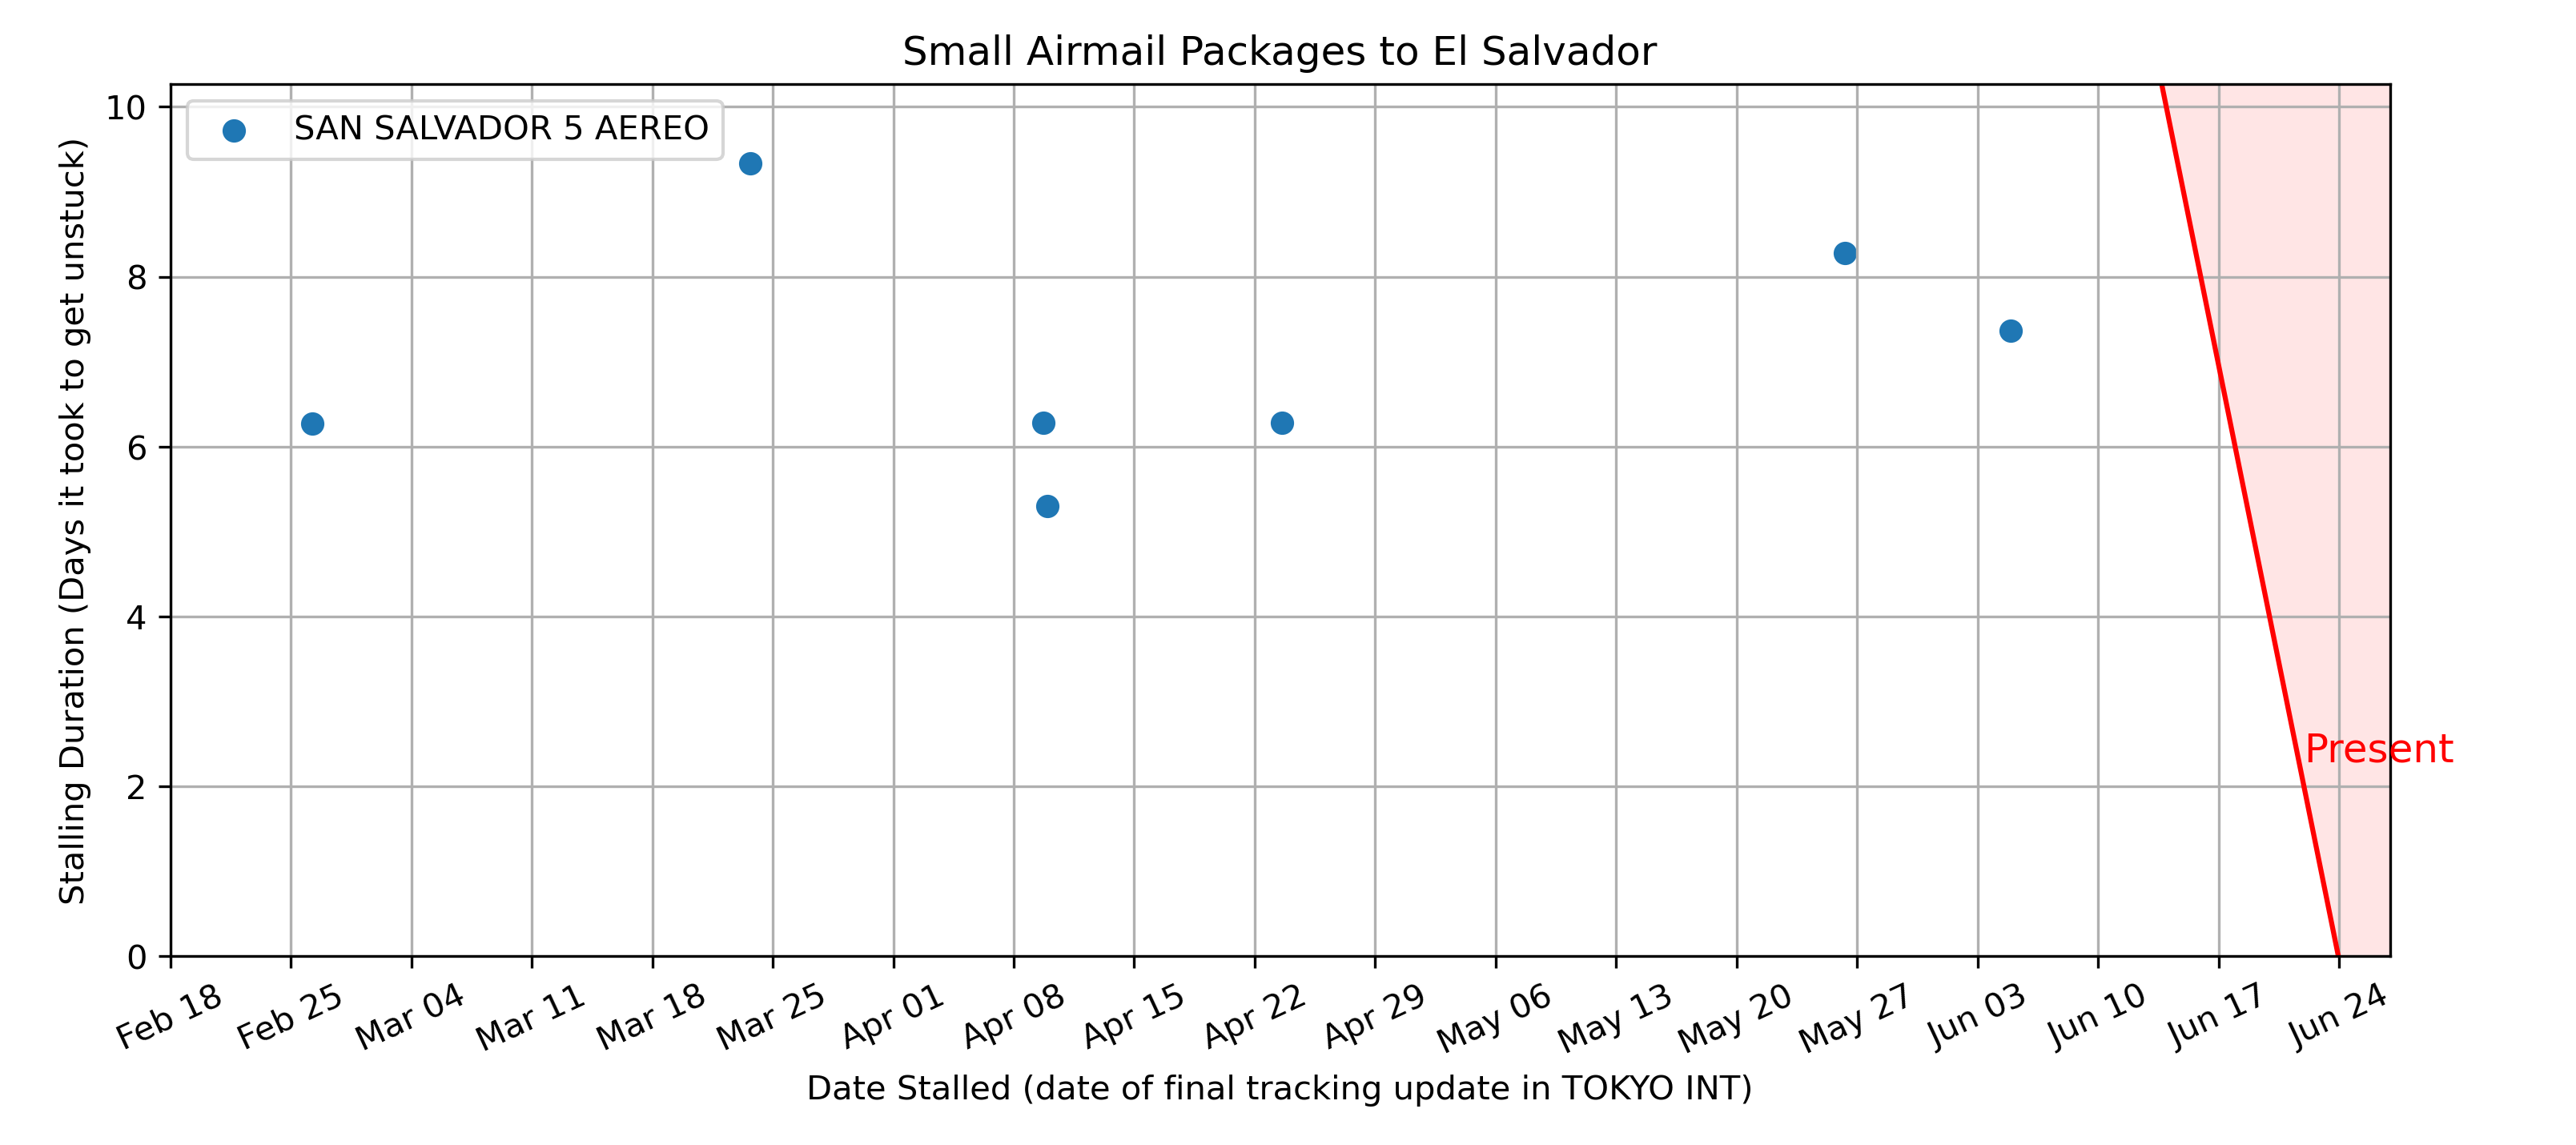 Small Airmail Packages to El Salvador
SAN SALVADOR 5 AEREO
Stalling Duration (Days it took to get unstuck)
10
8
6
4
2
0
Present
Feb 18
Feb 25
Mar 04
Mar 11
Mar 18
Mar 25
Apr 01
Apr 08
Apr 15
Apr 22
Apr 29
May 06
May 13
May 20
May 27
Jun 03
Jun 10
Jun 17
Jun 24
Date Stalled (date of final tracking update in TOKYO INT)